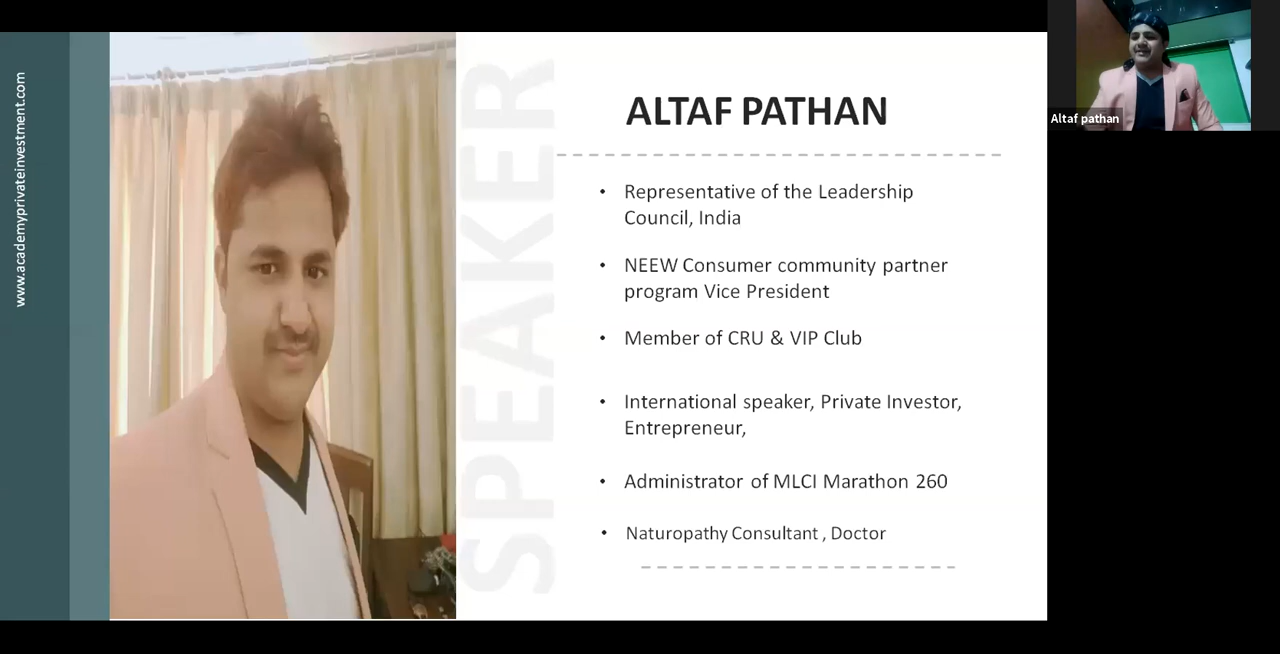 www.academyprivateinvestment.com
SPEAKER
ALTAF PATHAN
• Representative of the Leadership
Council, India
• NEEW Consumer community partner
program Vice President
• Member of CRU & VIP Club
• International speaker, Private Investor,
Entrepreneur,
• Administrator of MLCI Marathon 260
• Naturopathy Consultant , Doctor
Altaf pathan